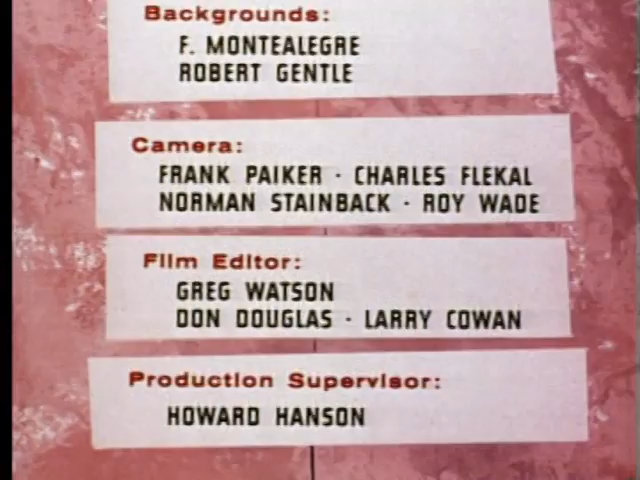 Backgrounds:
F. MONTEALEGRE
ROBERT GENTLE
Camera:
FRANK PAIKER · CHARLES FLEKAL
NORMAN STAINBACK · ROY WADE
Film Editor:
GREG WATSON
DON DOUGLAS · LARRY COWAN
Production Supervisor:
HOWARD HANSON